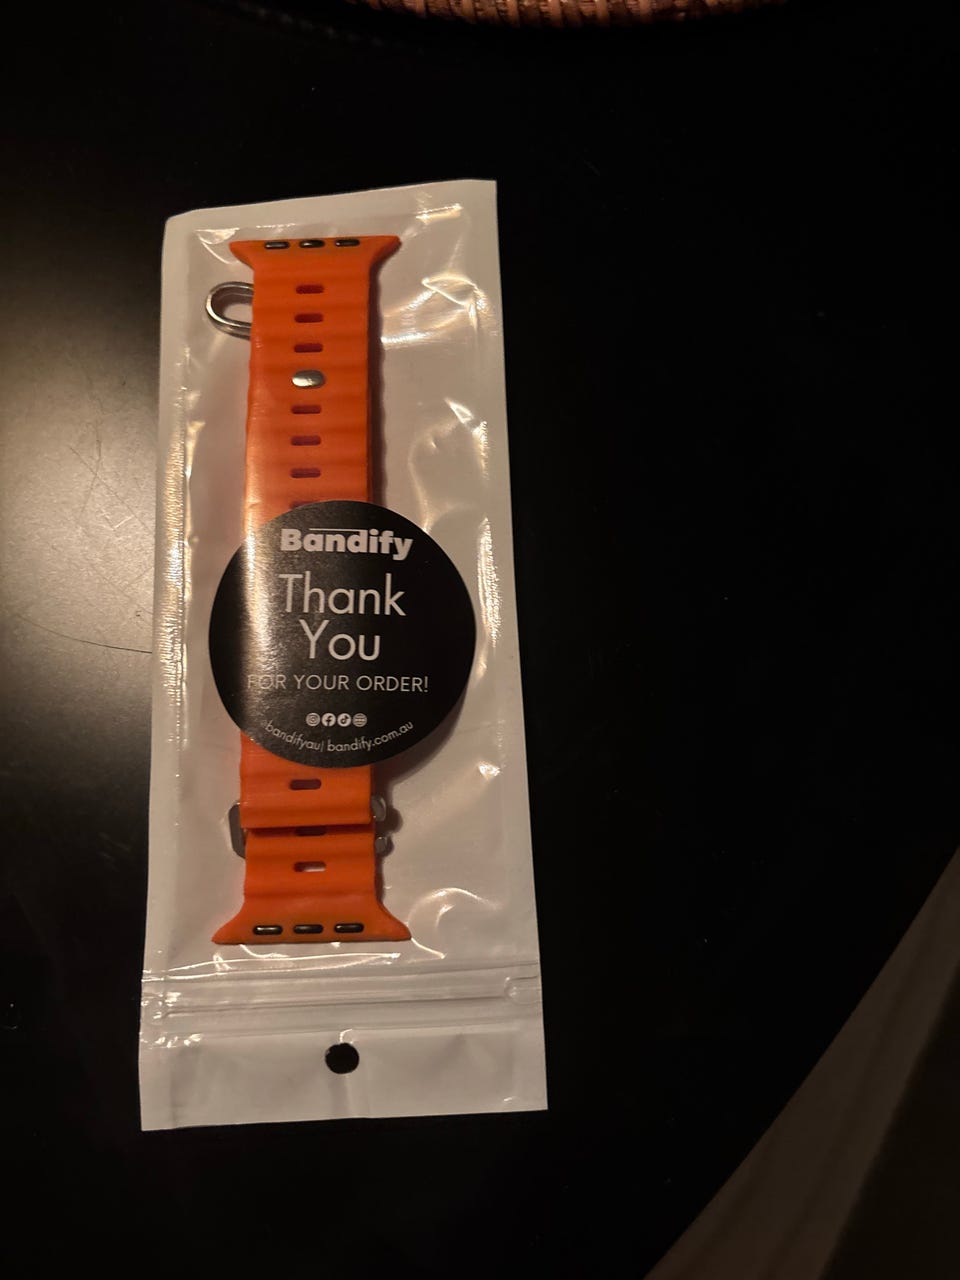 Bandify
Thank
You
FOR YOUR ORDER!
@bandifyau| bandify.com.au